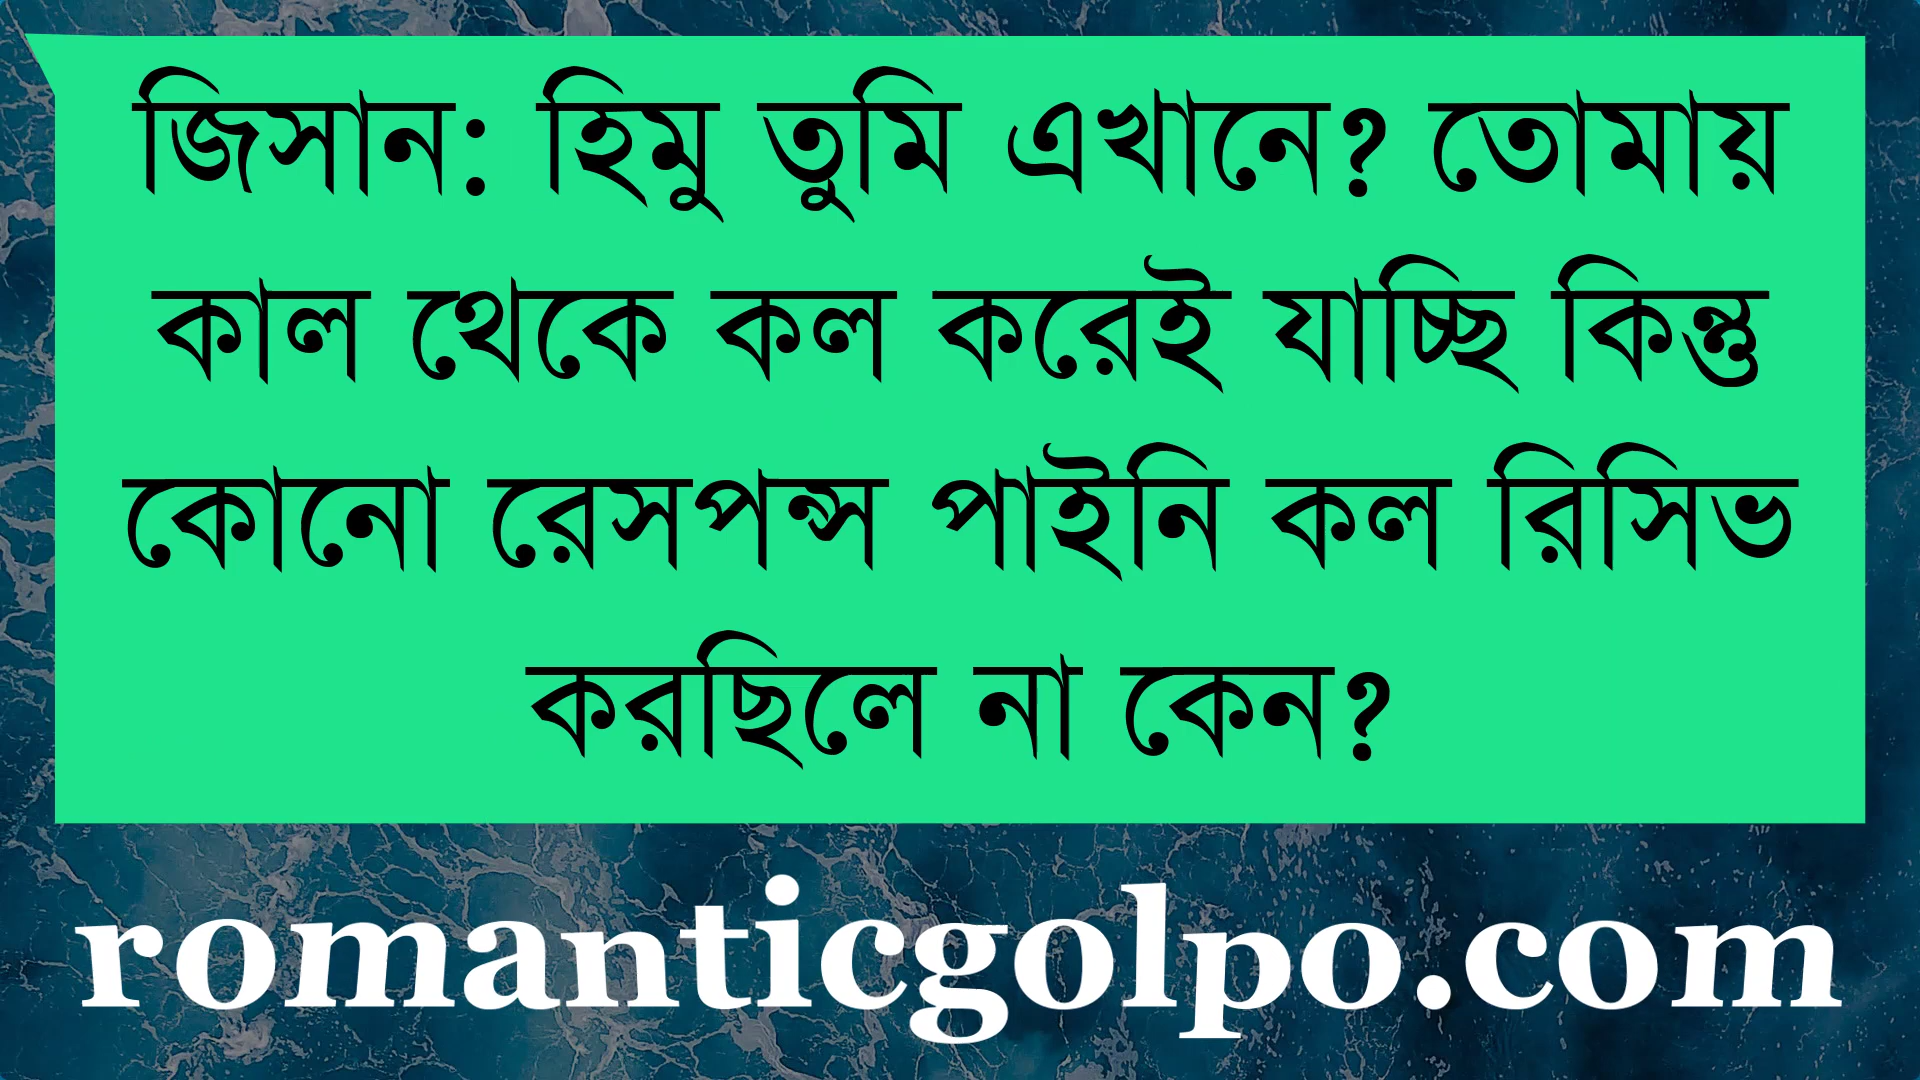 জিসান: হিমু তুমি এখানে? তোমায়
কাল থেকে কল করেই যাচ্ছি কিন্তু
কোনো রেসপন্স পাইনি কল রিসিভ
করছিলে না কেন?
romanticgolpo.com